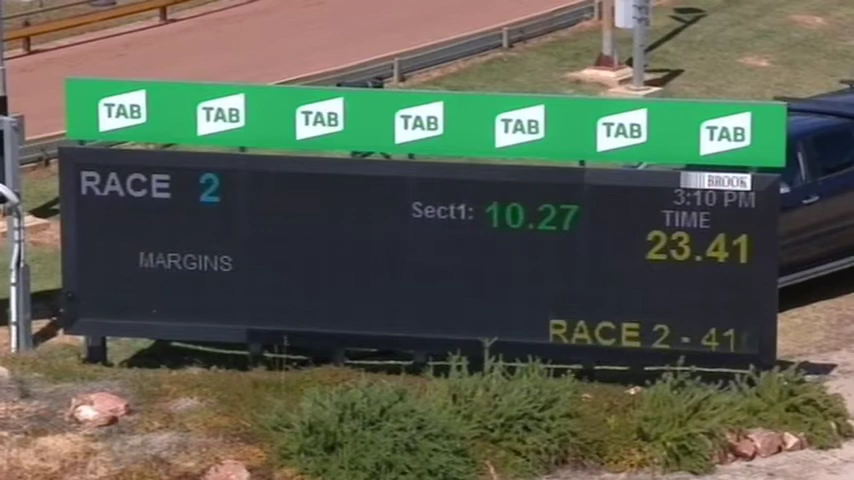 TAB TAB TAB TAB TAB TAB TAB
BROOK
RACE 2
Sect1: 10.27
3:10 PM
TIME
23.41
MARGINS
RACE 2 - 41